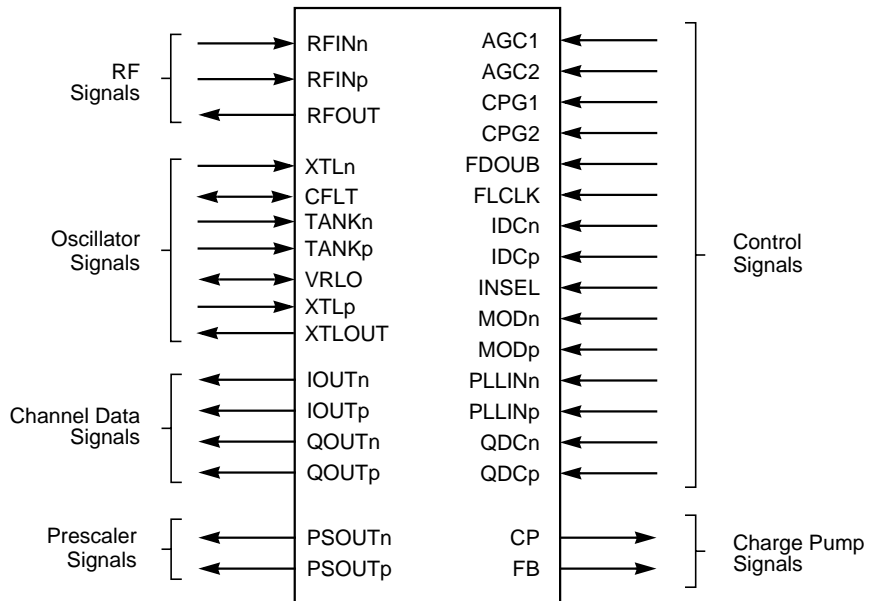 RF
Signals
RFINn
RFINp
RFOUT
Oscillator
Signals
XTLn
CFLT
TANKn
TANKp
VRLO
XTLp
XTLOUT
Channel Data
Signals
IOUTn
IOUTp
QOUTn
QOUTp
Prescaler
Signals
PSOUTn
PSOUTp
AGC1
AGC2
CPG1
CPG2
FDOUB
FLCLK
IDCn
IDCp
INSEL
MODn
MODp
PLLINn
PLLINp
QDCn
QDCp
Control
Signals
CP
FB
Charge Pump
Signals